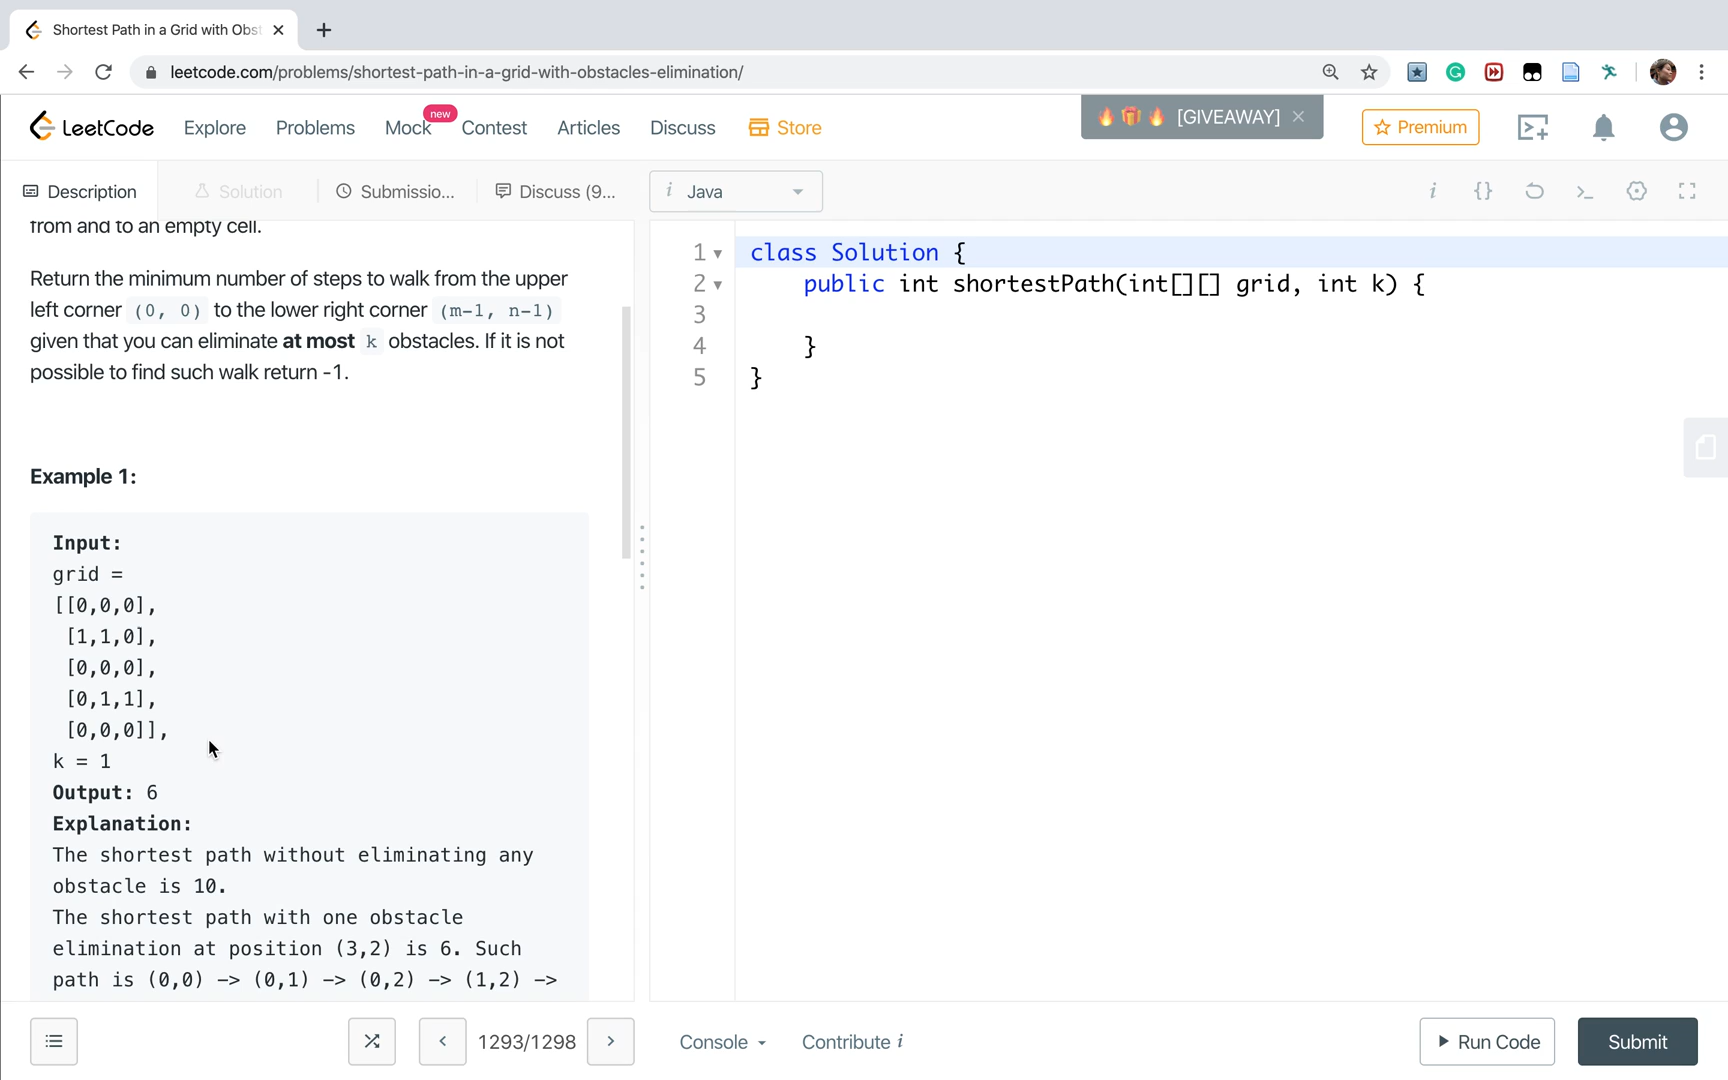 Shortest Path in a Grid with Obst
leetcode.com/problems/shortest-path-in-a-grid-with-obstacles-elimination/
LeetCode Explore Problems Mock new Contest Articles Discuss Store [GIVEAWAY] Premium
Description Solution Submissio... Discuss (9... i Java
from and to an empty cell.
Return the minimum number of steps to walk from the upper
left corner (0, 0) to the lower right corner (m-1, n-1)
given that you can eliminate at most k obstacles. If it is not
possible to find such walk return -1.
Example 1:
Input:
grid =
[[0,0,0],
[1,1,0],
[0,0,0],
[0,1,1],
[0,0,0]],
k = 1
Output: 6
Explanation:
The shortest path without eliminating any
obstacle is 10.
The shortest path with one obstacle
elimination at position (3,2) is 6. Such
path is (0,0) -> (0,1) -> (0,2) -> (1,2) ->
1 class Solution {
2 public int shortestPath(int[][] grid, int k) {
3
4 }
5 }
1293/1298 Console Contribute i Run Code Submit